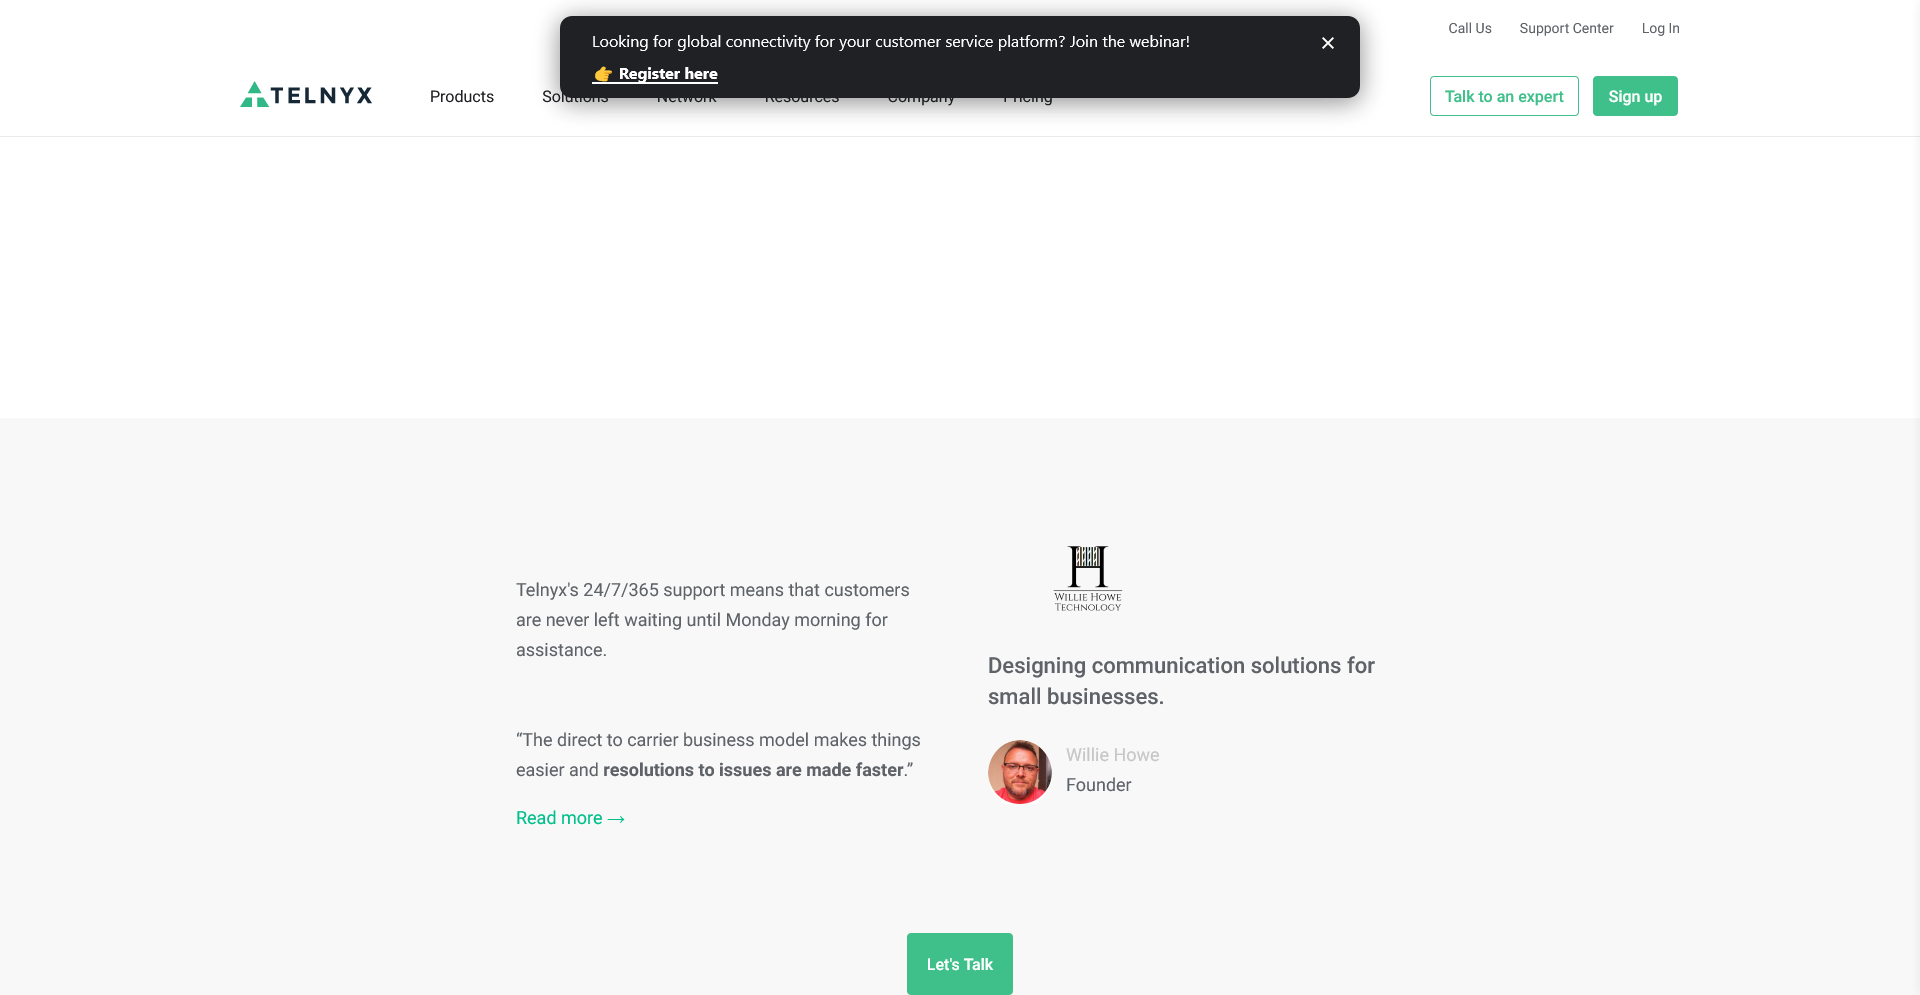 Looking for global connectivity for your customer service platform? Join the webinar!
👉 Register here
Call Us Support Center Log In
TELNYX
Products Solutions Network Resources Company Pricing
Talk to an expert Sign up
Telnyx's 24/7/365 support means that customers
are never left waiting until Monday morning for
assistance.
“The direct to carrier business model makes things
easier and resolutions to issues are made faster.”
Read more →
WILLIE HOWE
TECHNOLOGY
Designing communication solutions for
small businesses.
Willie Howe
Founder
Let's Talk